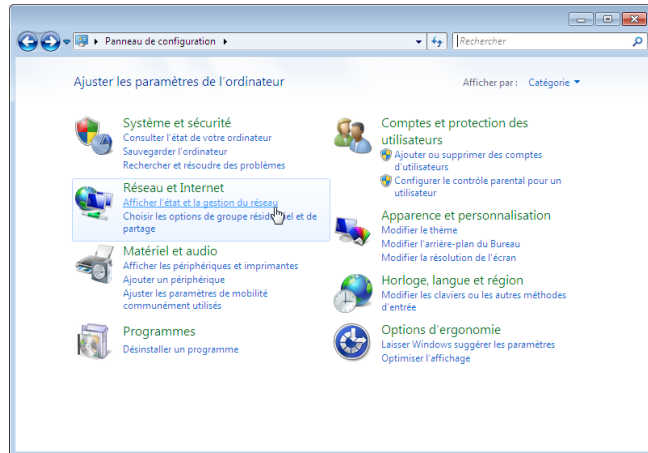 Panneau de configuration
Rechercher
Ajuster les paramètres de l'ordinateur
Afficher par : Catégorie
Système et sécurité
Consulter l'état de votre ordinateur
Sauvegarder l'ordinateur
Rechercher et résoudre des problèmes
Réseau et Internet
Afficher l'état et la gestion du réseau
Choisir les options de groupe résidentiel et de
partage
Matériel et audio
Afficher les périphériques et imprimantes
Ajouter un périphérique
Ajuster les paramètres de mobilité
communément utilisés
Programmes
Désinstaller un programme
Comptes et protection des
utilisateurs
Ajouter ou supprimer des comptes
d'utilisateurs
Configurer le contrôle parental pour un
utilisateur
Apparence et personnalisation
Modifier le thème
Modifier l'arrière-plan du Bureau
Modifier la résolution de l'écran
Horloge, langue et région
Modifier les claviers ou les autres méthodes
d'entrée
Options d'ergonomie
Laisser Windows suggérer les paramètres
Optimiser l'affichage